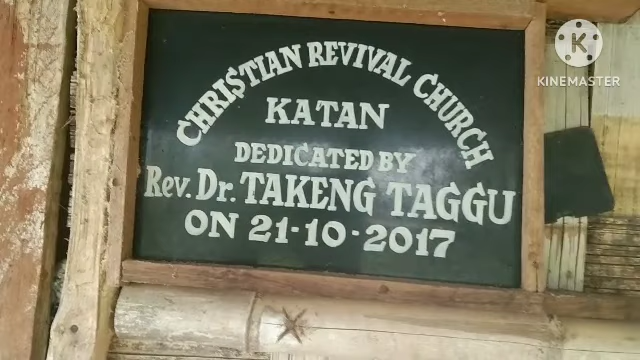 CHRISTIAN REVIVAL CHURCH
KATAN
DEDICATED BY
Rev. Dr. TAKENG TAGGU
ON 21-10-2017
K
KINEMASTER